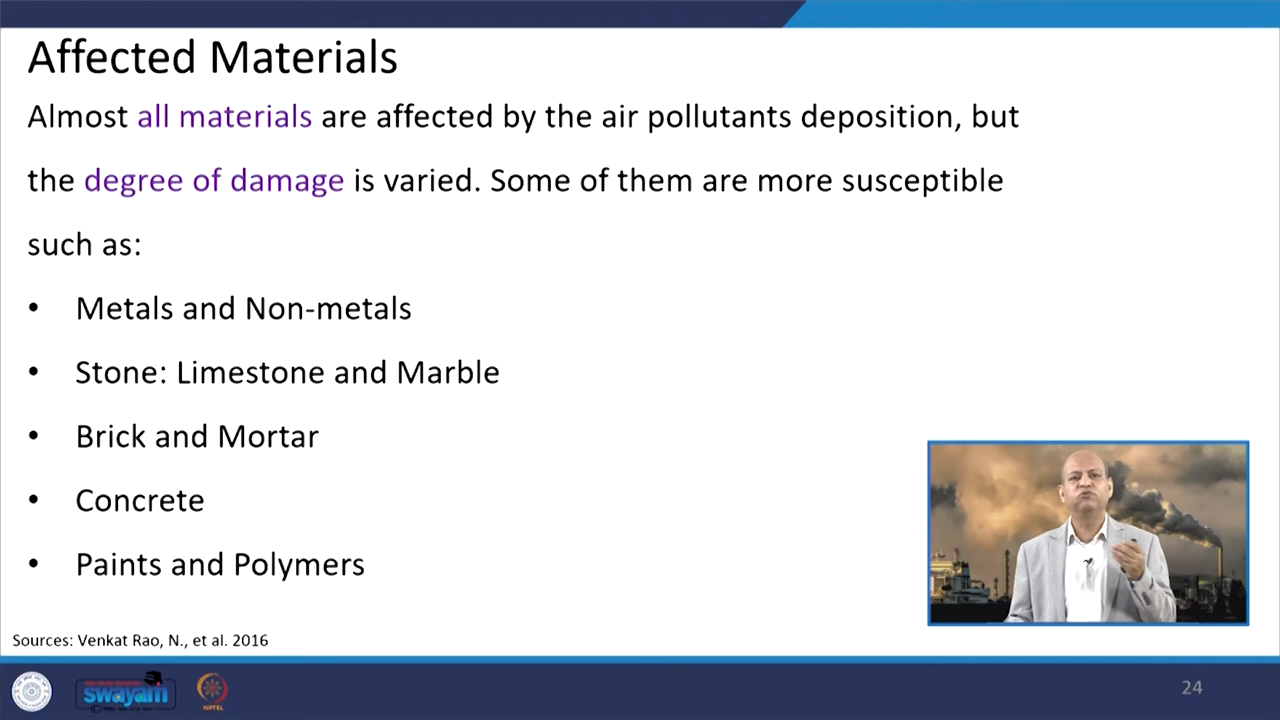 Affected Materials
Almost all materials are affected by the air pollutants deposition, but
the degree of damage is varied. Some of them are more susceptible
such as:
• Metals and Non-metals
• Stone: Limestone and Marble
• Brick and Mortar
• Concrete
• Paints and Polymers
Sources: Venkat Rao, N., et al. 2016
swayam
NPTEL
24